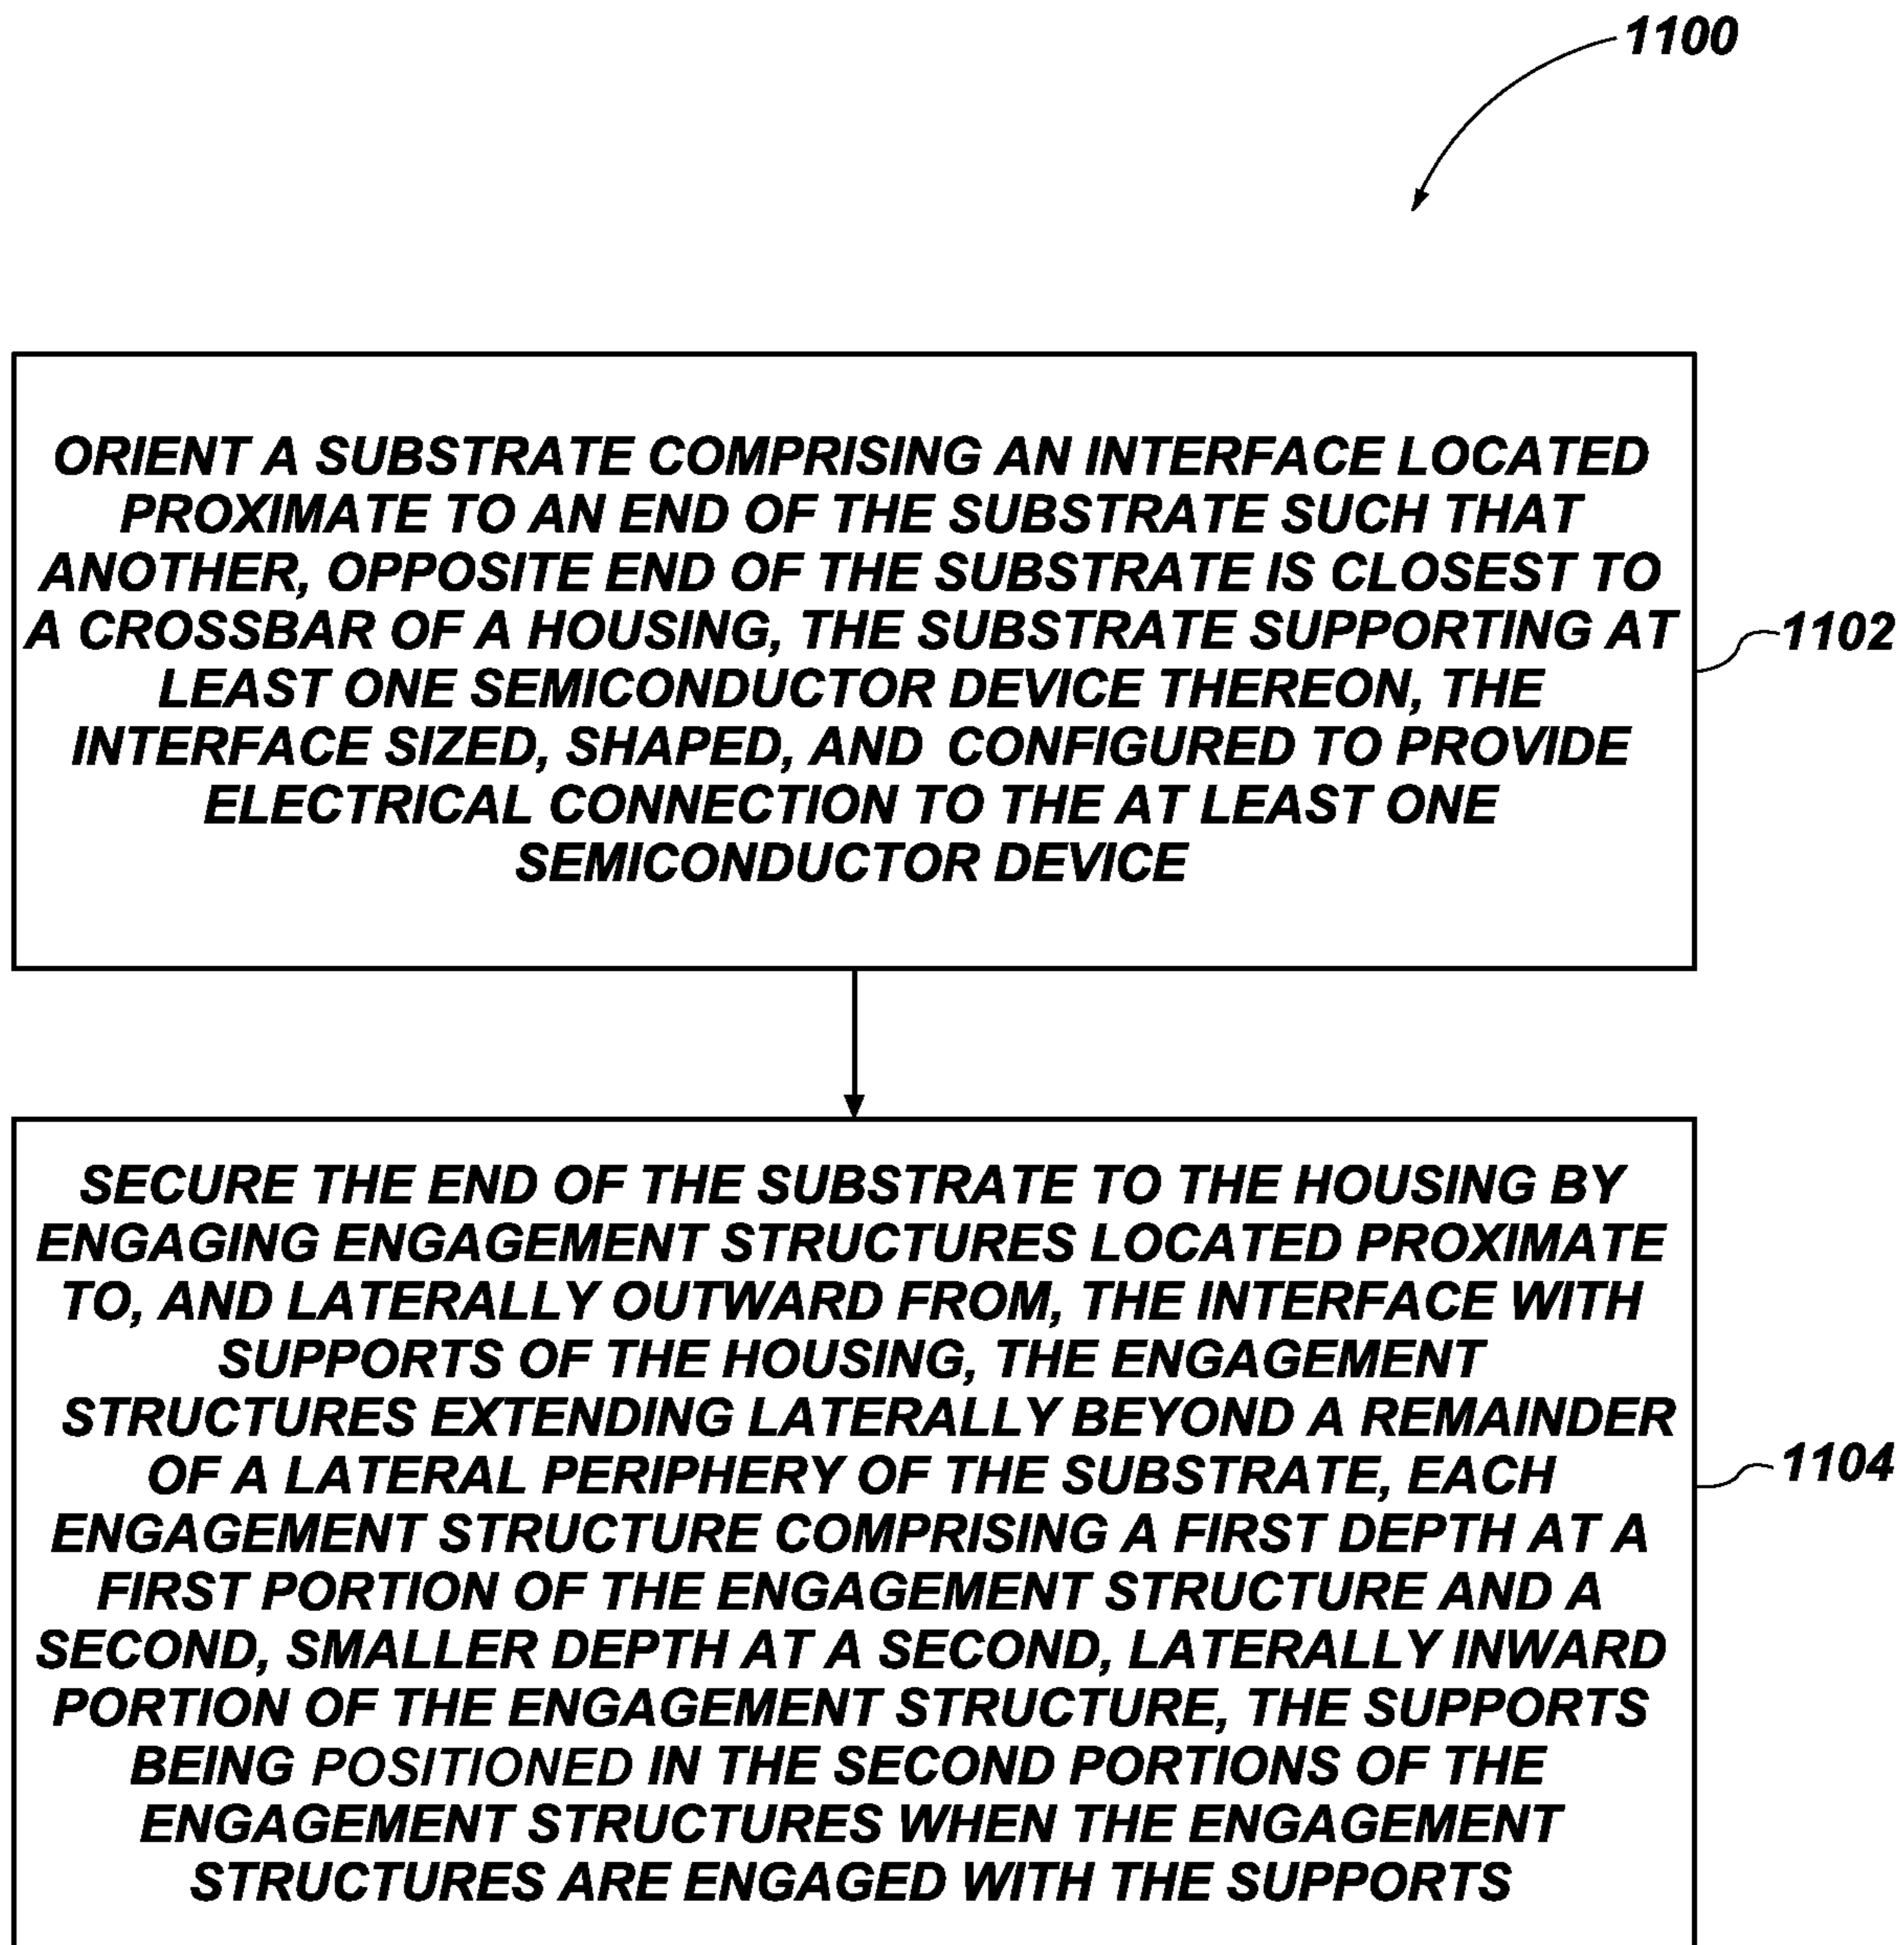 1100
ORIENT A SUBSTRATE COMPRISING AN INTERFACE LOCATED
PROXIMATE TO AN END OF THE SUBSTRATE SUCH THAT
ANOTHER, OPPOSITE END OF THE SUBSTRATE IS CLOSEST TO
A CROSSBAR OF A HOUSING, THE SUBSTRATE SUPPORTING AT
LEAST ONE SEMICONDUCTOR DEVICE THEREON, THE
INTERFACE SIZED, SHAPED, AND CONFIGURED TO PROVIDE
ELECTRICAL CONNECTION TO THE AT LEAST ONE
SEMICONDUCTOR DEVICE
1102
SECURE THE END OF THE SUBSTRATE TO THE HOUSING BY
ENGAGING ENGAGEMENT STRUCTURES LOCATED PROXIMATE
TO, AND LATERALLY OUTWARD FROM, THE INTERFACE WITH
SUPPORTS OF THE HOUSING, THE ENGAGEMENT
STRUCTURES EXTENDING LATERALLY BEYOND A REMAINDER
OF A LATERAL PERIPHERY OF THE SUBSTRATE, EACH
ENGAGEMENT STRUCTURE COMPRISING A FIRST DEPTH AT A
FIRST PORTION OF THE ENGAGEMENT STRUCTURE AND A
SECOND, SMALLER DEPTH AT A SECOND, LATERALLY INWARD
PORTION OF THE ENGAGEMENT STRUCTURE, THE SUPPORTS
BEING POSITIONED IN THE SECOND PORTIONS OF THE
ENGAGEMENT STRUCTURES WHEN THE ENGAGEMENT
STRUCTURES ARE ENGAGED WITH THE SUPPORTS
1104